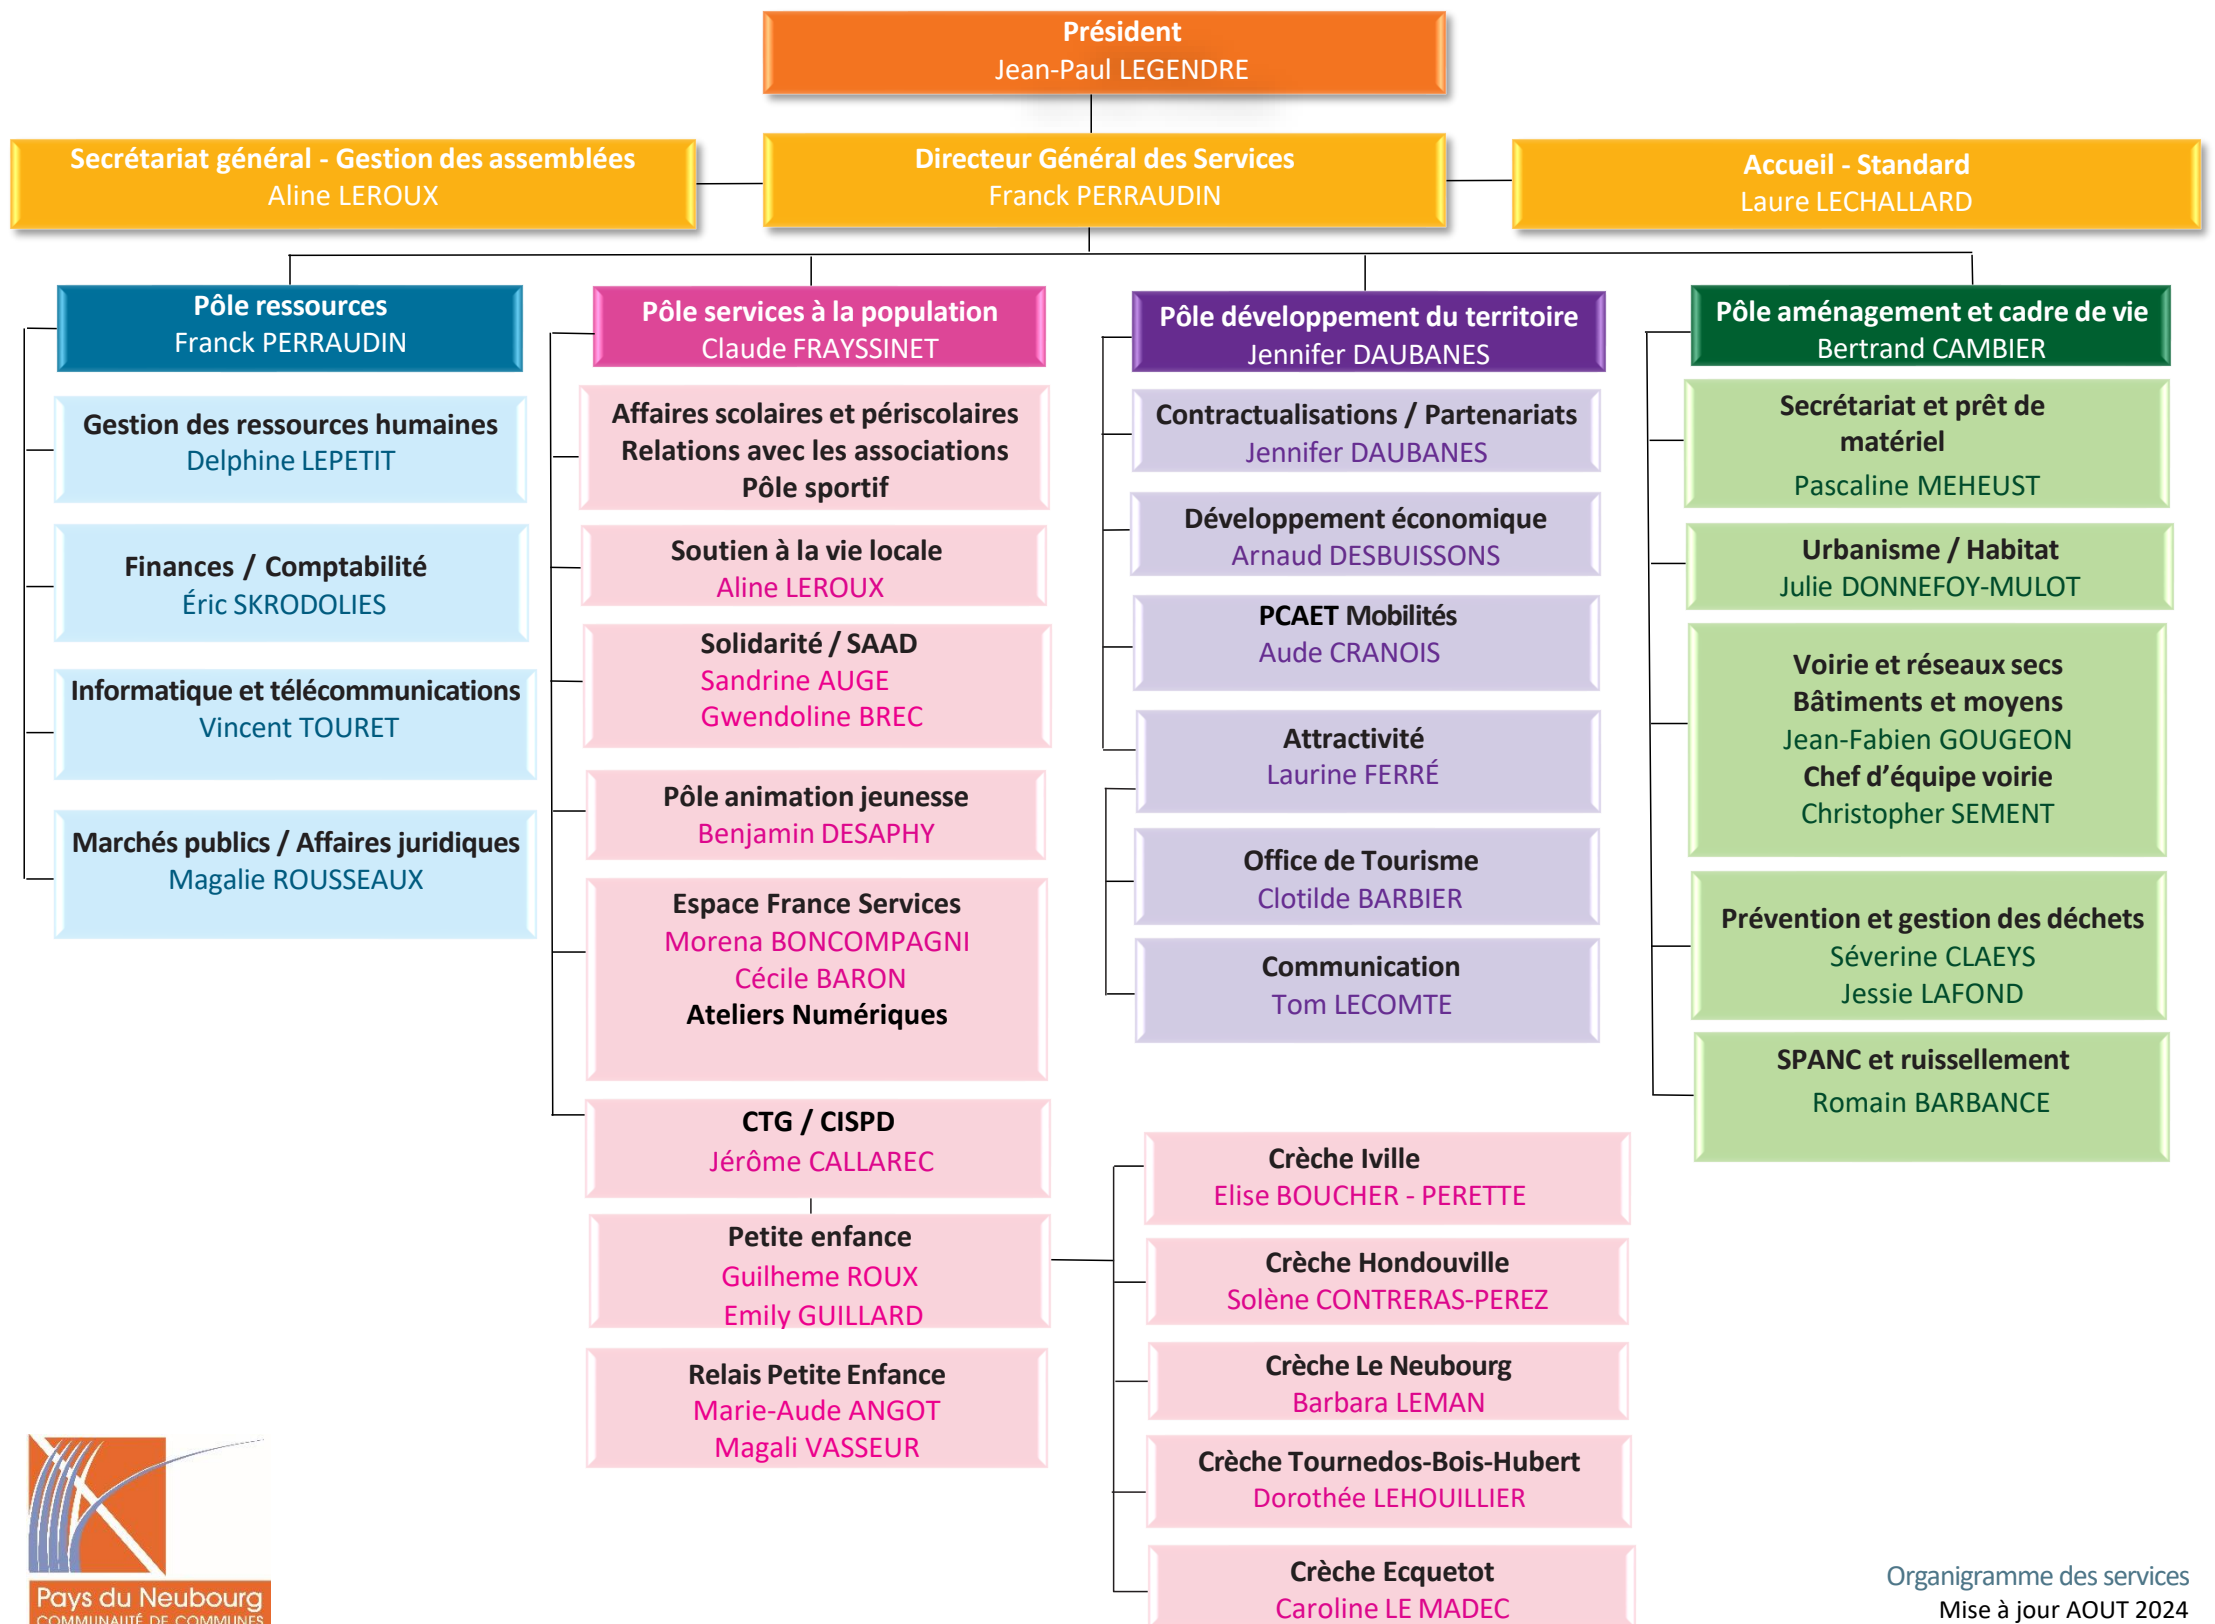 Président
Jean-Paul LEGENDRE
Secrétariat général - Gestion des assemblées
Aline LEROUX
Directeur Général des Services
Franck PERRAUDIN
Accueil - Standard
Laure LECHALLARD
Pôle ressources
Franck PERRAUDIN
Gestion des ressources humaines
Delphine LEPETIT
Finances / Comptabilité
Éric SKRODOLIES
Informatique et télécommunications
Vincent TOURET
Marchés publics / Affaires juridiques
Magalie ROUSSEAUX
Pôle services à la population
Claude FRAYSSINET
Affaires scolaires et périscolaires
Relations avec les associations
Pôle sportif
Soutien à la vie locale
Aline LEROUX
Solidarité / SAAD
Sandrine AUGE
Gwendoline BREC
Pôle animation jeunesse
Benjamin DESAPHY
Espace France Services
Morena BONCOMPAGNI
Cécile BARON
Ateliers Numériques
CTG / CISPD
Jérôme CALLAREC
Petite enfance
Guilheme ROUX
Emily GUILLARD
Relais Petite Enfance
Marie-Aude ANGOT
Magali VASSEUR
Crèche Iville
Elise BOUCHER - PERETTE
Crèche Hondouville
Solène CONTRERAS-PEREZ
Crèche Le Neubourg
Barbara LEMAN
Crèche Tournedos-Bois-Hubert
Dorothée LEHOUILLIER
Crèche Ecquetot
Caroline LE MADEC
Pôle développement du territoire
Jennifer DAUBANES
Contractualisations / Partenariats
Jennifer DAUBANES
Développement économique
Arnaud DESBUISSONS
PCAET Mobilités
Aude CRANOIS
Attractivité
Laurine FERRÉ
Office de Tourisme
Clotilde BARBIER
Communication
Tom LECOMTE
Pôle aménagement et cadre de vie
Bertrand CAMBIER
Secrétariat et prêt de
matériel
Pascaline MEHEUST
Urbanisme / Habitat
Julie DONNEFOY-MULOT
Voirie et réseaux secs
Bâtiments et moyens
Jean-Fabien GOUGEON
Chef d’équipe voirie
Christopher SEMENT
Prévention et gestion des déchets
Séverine CLAEYS
Jessie LAFOND
SPANC et ruissellement
Romain BARBANCE
Pays du Neubourg
COMMUNAUTÉ DE COMMUNES
Organigramme des services
Mise à jour AOUT 2024